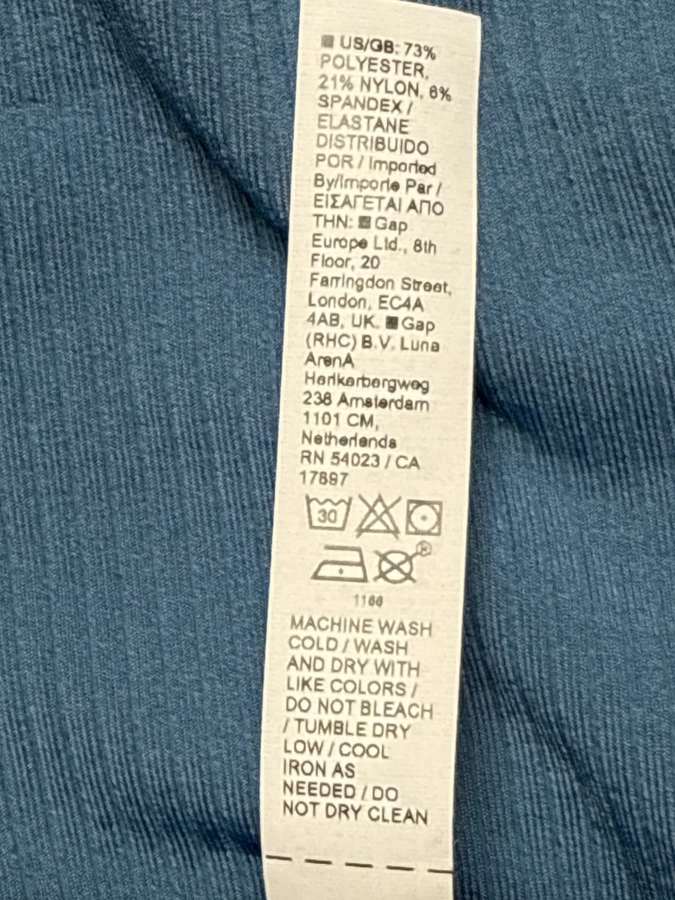 US/GB: 73%
POLYESTER,
21% NYLON, 6%
SPANDEX /
ELASTANE
DISTRIBUIDO
POR / Imported
By/Importe Par /
ΕΙΣΑΓΕΤΑΙ ΑΠΟ
ΤΗΝ: Gap
Europe Ltd., 8th
Floor, 20
Farringdon Street,
London, EC4A
4AB, UK. Gap
(RHC) B.V. Luna
ArenA
Herikerbergweg
238 Amsterdam
1101 CM,
Netherlands
RN 54023 / CA
17897
30
MACHINE WASH
COLD / WASH
AND DRY WITH
LIKE COLORS /
DO NOT BLEACH
/ TUMBLE DRY
LOW / COOL
IRON AS
NEEDED / DO
NOT DRY CLEAN